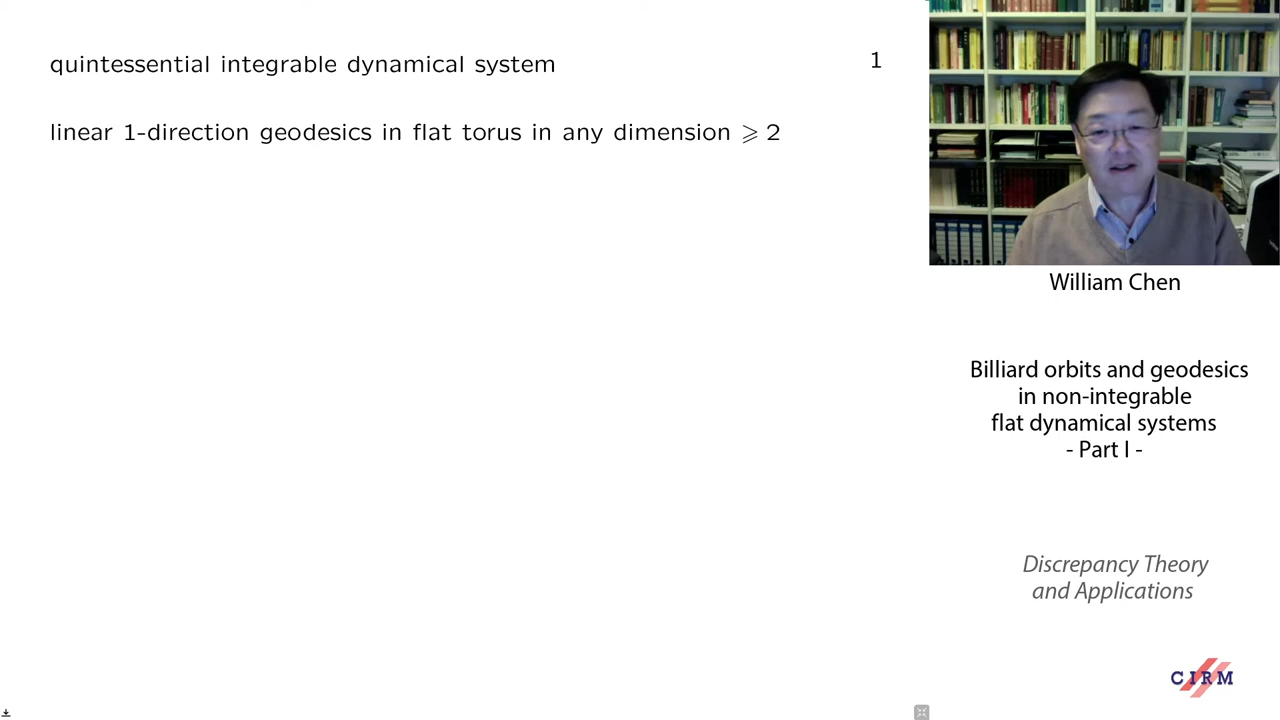 quintessential integrable dynamical system
1
linear 1-direction geodesics in flat torus in any dimension ⩾ 2
William Chen
Billiard orbits and geodesics
in non-integrable
flat dynamical systems
- Part I -
Discrepancy Theory
and Applications
CIRM